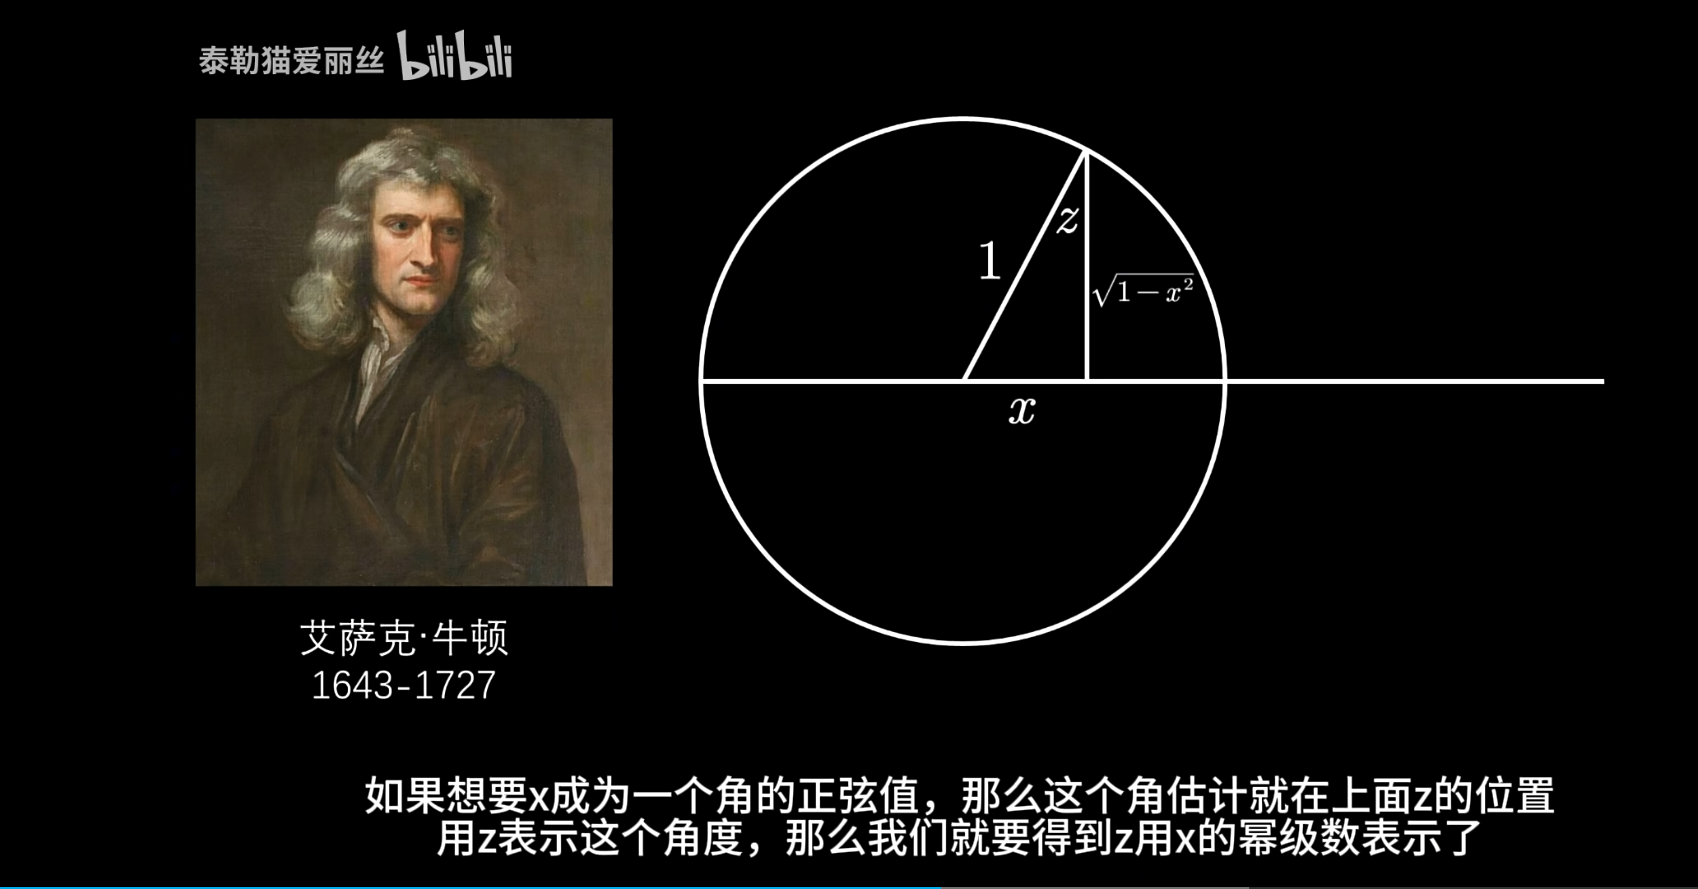 泰勒猫爱丽丝 bilibili
1
z
√1−x²
x
艾萨克·牛顿
1643-1727
如果想要x成为一个角的正弦值，那么这个角估计就在上面z的位置
用z表示这个角度，那么我们就要得到z用x的幂级数表示了